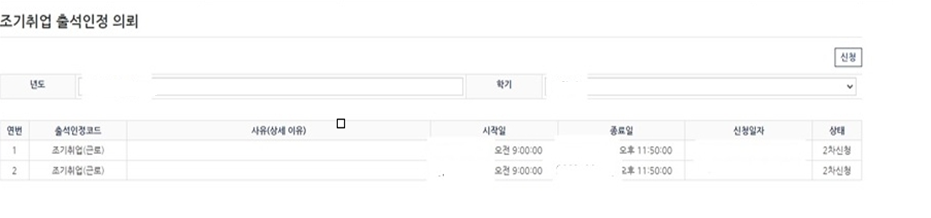 조기취업 출석인정 의뢰
신청
년도 학기
연번 출석인정코드 사유(상세 이유) 시작일 종료일 신청일자 상태
1 조기취업(근로) 오전 9:00:00 오후 11:50:00 2차신청
2 조기취업(근로) 오전 9:00:00 오후 11:50:00 2차신청